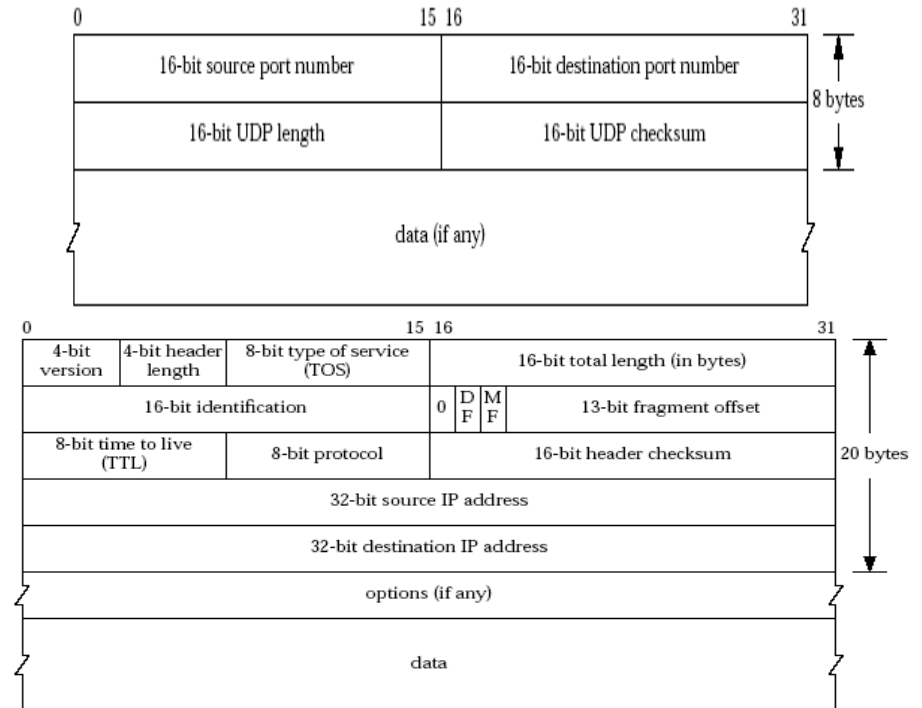 0 15 16 31
16-bit source port number 16-bit destination port number
8 bytes
16-bit UDP length 16-bit UDP checksum
data (if any)
0 15 16 31
4-bit version 4-bit header length 8-bit type of service (TOS) 16-bit total length (in bytes)
16-bit identification 0 DF MF 13-bit fragment offset
8-bit time to live (TTL) 8-bit protocol 16-bit header checksum
20 bytes
32-bit source IP address
32-bit destination IP address
options (if any)
data